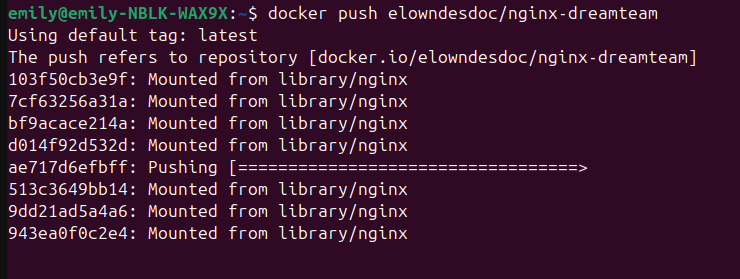 emily@emily-NBLK-WAX9X:~$ docker push elowndesdoc/nginx-dreamteam
Using default tag: latest
The push refers to repository [docker.io/elowndesdoc/nginx-dreamteam]
103f50cb3e9f: Mounted from library/nginx
7cf63256a31a: Mounted from library/nginx
bf9acace214a: Mounted from library/nginx
d014f92d532d: Mounted from library/nginx
ae717d6efbff: Pushing [==================================>
513c3649bb14: Mounted from library/nginx
9dd21ad5a4a6: Mounted from library/nginx
943ea0f0c2e4: Mounted from library/nginx